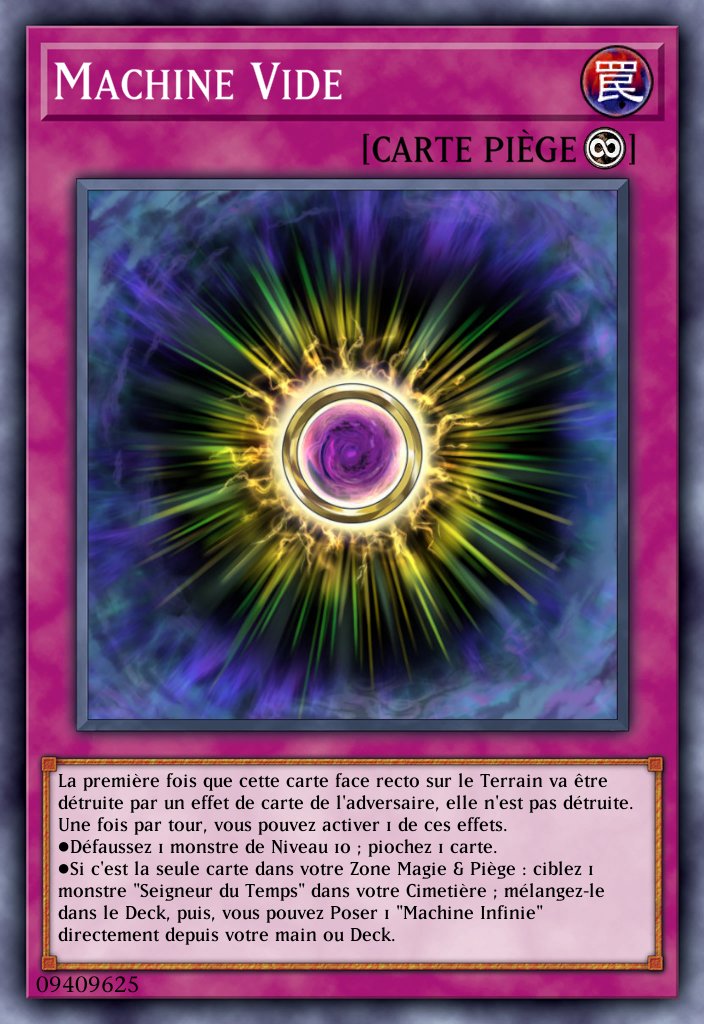 Machine Vide
罠
[CARTE PIÈGE ∞]
La première fois que cette carte face recto sur le Terrain va être
détruite par un effet de carte de l'adversaire, elle n'est pas détruite.
Une fois par tour, vous pouvez activer 1 de ces effets.
●Défaussez 1 monstre de Niveau 10 ; piochez 1 carte.
●Si c'est la seule carte dans votre Zone Magie & Piège : ciblez 1
monstre "Seigneur du Temps" dans votre Cimetière ; mélangez-le
dans le Deck, puis, vous pouvez Poser 1 "Machine Infinie"
directement depuis votre main ou Deck.
09409625